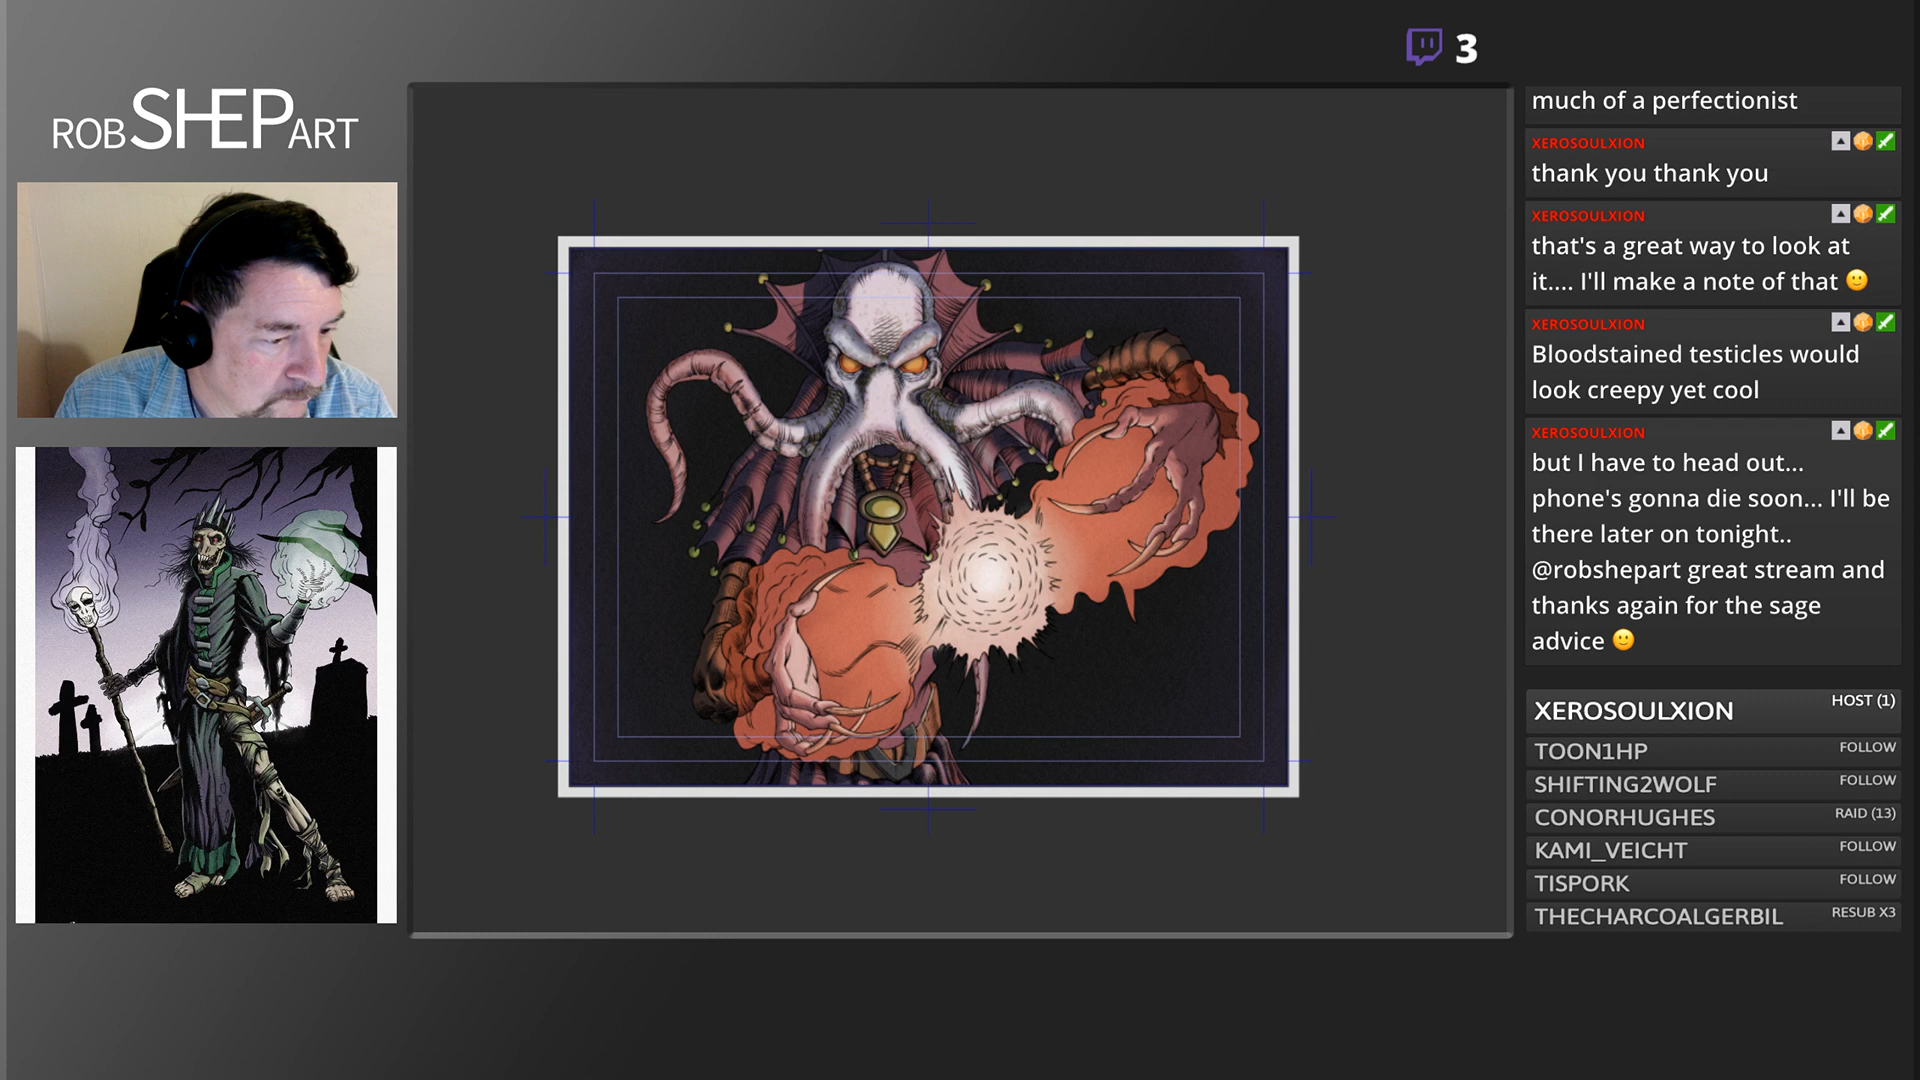 3
ROBSHEPART
much of a perfectionist
XEROSOULXION
thank you thank you
XEROSOULXION
that's a great way to look at
it.... I'll make a note of that 🙂
XEROSOULXION
Bloodstained testicles would
look creepy yet cool
XEROSOULXION
but I have to head out...
phone's gonna die soon... I'll be
there later on tonight..
@robshepart great stream and
thanks again for the sage
advice 🙂
XEROSOULXION HOST (1)
TOON1HP FOLLOW
SHIFTING2WOLF FOLLOW
CONORHUGHES RAID (13)
KAMI_VEICHT FOLLOW
TISPORK FOLLOW
THECHARCOALGERBIL RESUB X3